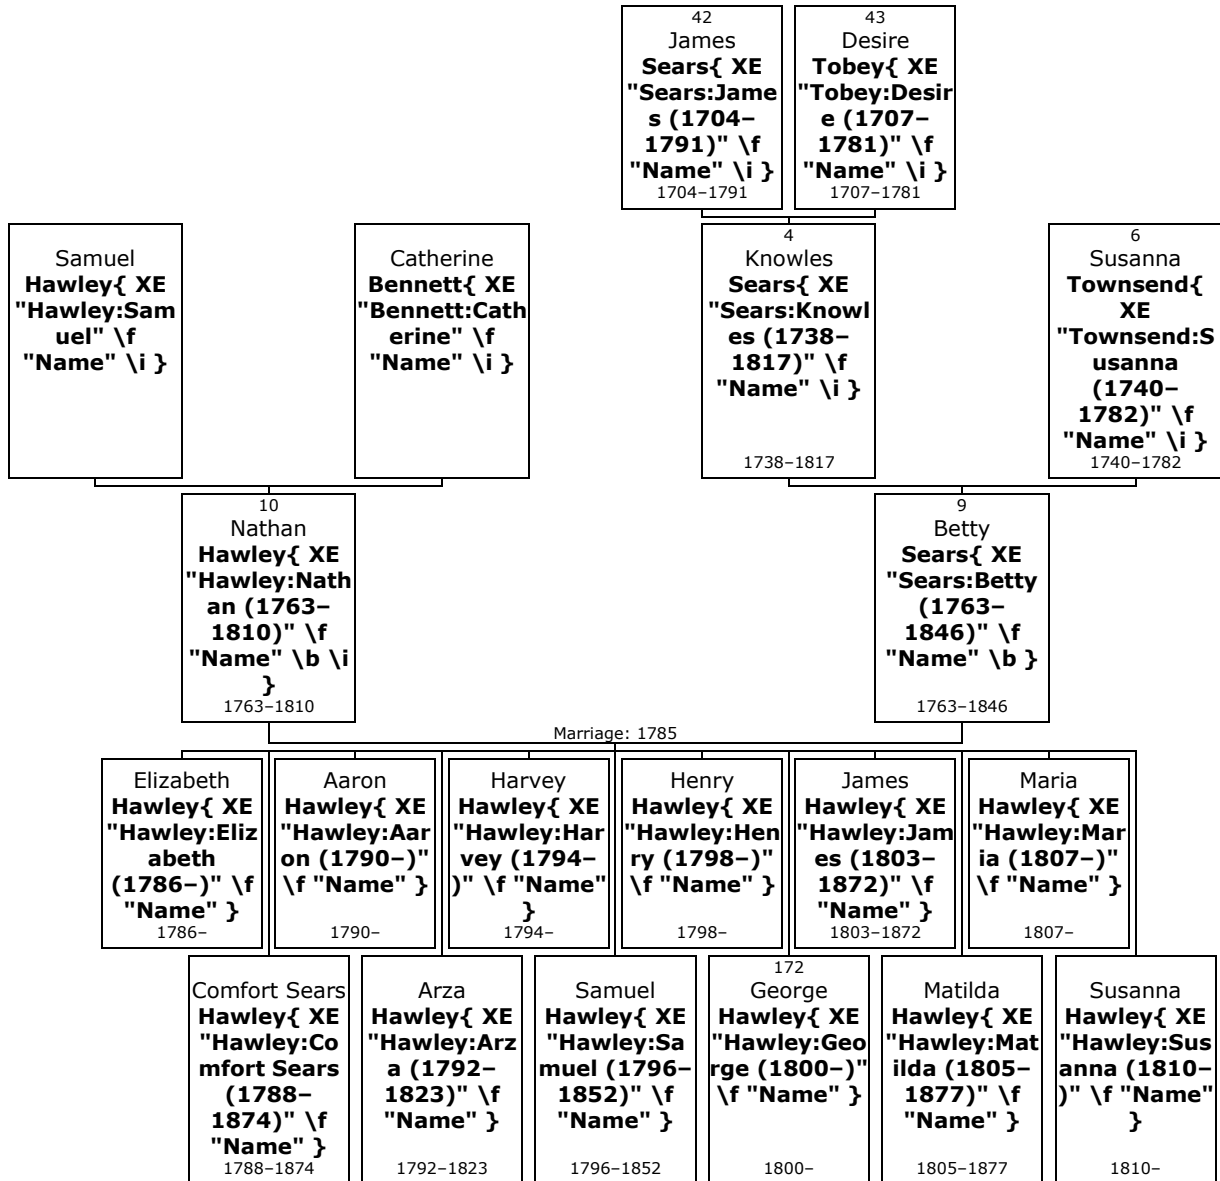 42
James
Sears{ XE
"Sears:Jame
s (1704–
1791)" \f
"Name" \i }
1704–1791
43
Desire
Tobey{ XE
"Tobey:Desir
e (1707–
1781)" \f
"Name" \i }
1707–1781
Samuel
Hawley{ XE
"Hawley:Sam
uel" \f
"Name" \i }
Catherine
Bennett{ XE
"Bennett:Cath
erine" \f
"Name" \i }
4
Knowles
Sears{ XE
"Sears:Knowl
es (1738–
1817)" \f
"Name" \i }
1738–1817
6
Susanna
Townsend{
XE
"Townsend:S
usanna
(1740–
1782)" \f
"Name" \i }
1740–1782
10
Nathan
Hawley{ XE
"Hawley:Nath
an (1763–
1810)" \f
"Name" \b \i
}
1763–1810
9
Betty
Sears{ XE
"Sears:Betty
(1763–
1846)" \f
"Name" \b }
1763–1846
Marriage: 1785
Elizabeth
Hawley{ XE
"Hawley:Eliz
abeth
(1786–)" \f
"Name" }
1786–
Aaron
Hawley{ XE
"Hawley:Aar
on (1790–)"
\f "Name" }
1790–
Harvey
Hawley{ XE
"Hawley:Har
vey (1794–
)" \f "Name"
}
1794–
Henry
Hawley{ XE
"Hawley:Hen
ry (1798–)"
\f "Name" }
1798–
James
Hawley{ XE
"Hawley:Jam
es (1803–
1872)" \f
"Name" }
1803–1872
Maria
Hawley{ XE
"Hawley:Mar
ia (1807–)"
\f "Name" }
1807–
Comfort Sears
Hawley{ XE
"Hawley:Co
mfort Sears
(1788–
1874)" \f
"Name" }
1788–1874
Arza
Hawley{ XE
"Hawley:Arz
a (1792–
1823)" \f
"Name" }
1792–1823
Samuel
Hawley{ XE
"Hawley:Sa
muel (1796–
1852)" \f
"Name" }
1796–1852
172
George
Hawley{ XE
"Hawley:Geo
rge (1800–)"
\f "Name" }
1800–
Matilda
Hawley{ XE
"Hawley:Mat
ilda (1805–
1877)" \f
"Name" }
1805–1877
Susanna
Hawley{ XE
"Hawley:Sus
anna (1810–
)" \f "Name"
}
1810–